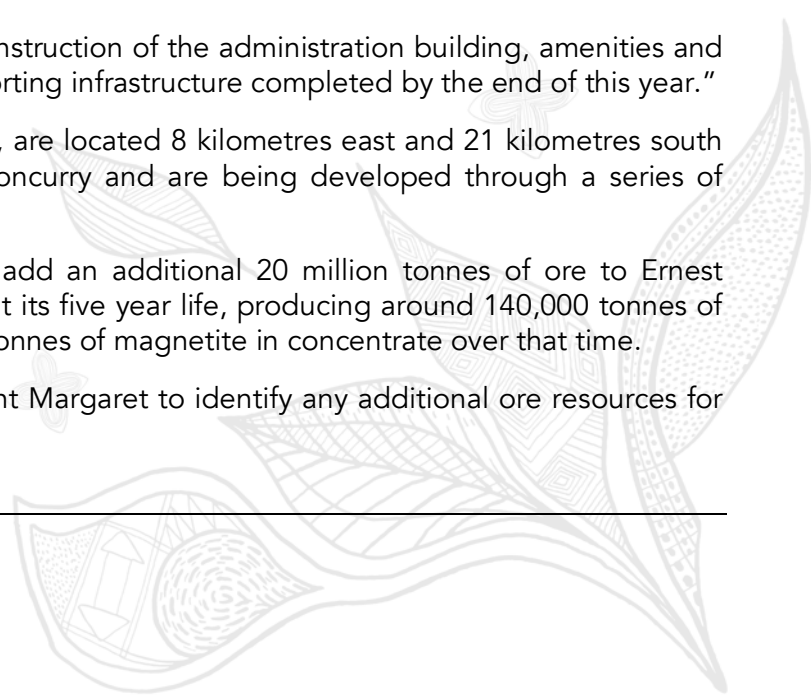 nstruction of the administration building, amenities and
rting infrastructure completed by the end of this year.”
, are located 8 kilometres east and 21 kilometres south
oncurry and are being developed through a series of
add an additional 20 million tonnes of ore to Ernest
t its five year life, producing around 140,000 tonnes of
onnes of magnetite in concentrate over that time.
nt Margaret to identify any additional ore resources for